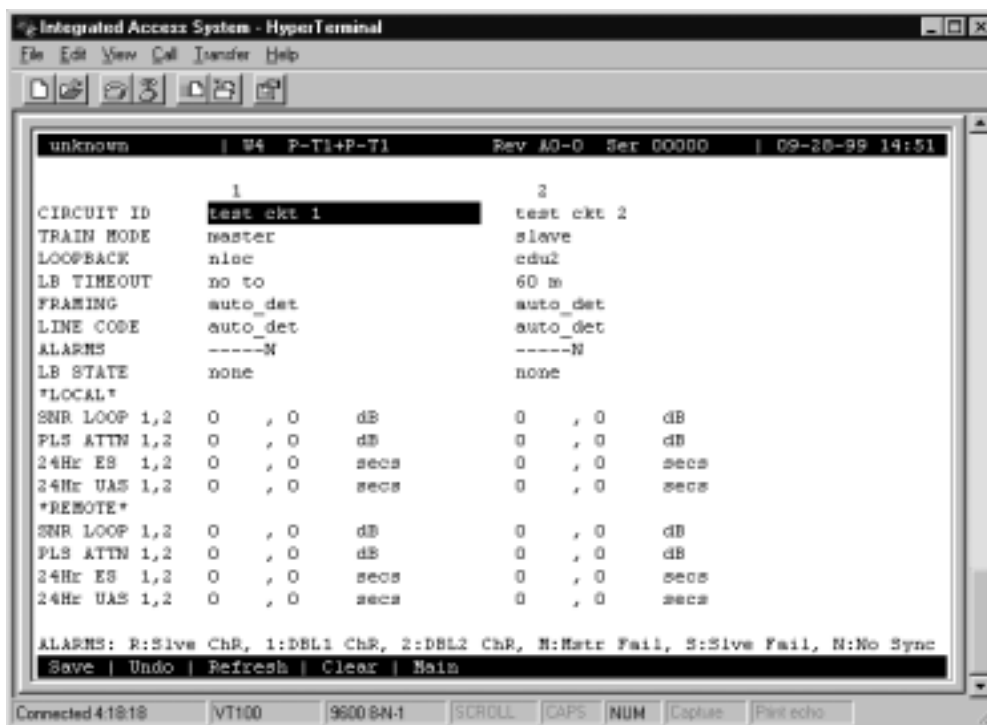 Integrated Access System - HyperTerminal
File Edit View Call Transfer Help
unknown | W4 P-T1+P-T1 Rev A0-0 Ser 00000 | 09-28-99 14:51
1 2
CIRCUIT ID test ckt 1 test ckt 2
TRAIN MODE master slave
LOOPBACK nloc cdu2
LB TIMEOUT no to 60 m
FRAMING auto_det auto_det
LINE CODE auto_det auto_det
ALARMS -----N -----N
LB STATE none none
*LOCAL*
SNR LOOP 1,2 0 , 0 dB 0 , 0 dB
PLS ATTN 1,2 0 , 0 dB 0 , 0 dB
24Hr ES 1,2 0 , 0 secs 0 , 0 secs
24Hr UAS 1,2 0 , 0 secs 0 , 0 secs
*REMOTE*
SNR LOOP 1,2 0 , 0 dB 0 , 0 dB
PLS ATTN 1,2 0 , 0 dB 0 , 0 dB
24Hr ES 1,2 0 , 0 secs 0 , 0 secs
24Hr UAS 1,2 0 , 0 secs 0 , 0 secs
ALARMS: R:Slve ChR, 1:DBL1 ChR, 2:DBL2 ChR, M:Mstr Fail, S:Slve Fail, N:No Sync
Save | Undo | Refresh | Clear | Main
Connected 4:18:18 VT100 9600 8-N-1 SCROLL CAPS NUM Capture Print echo